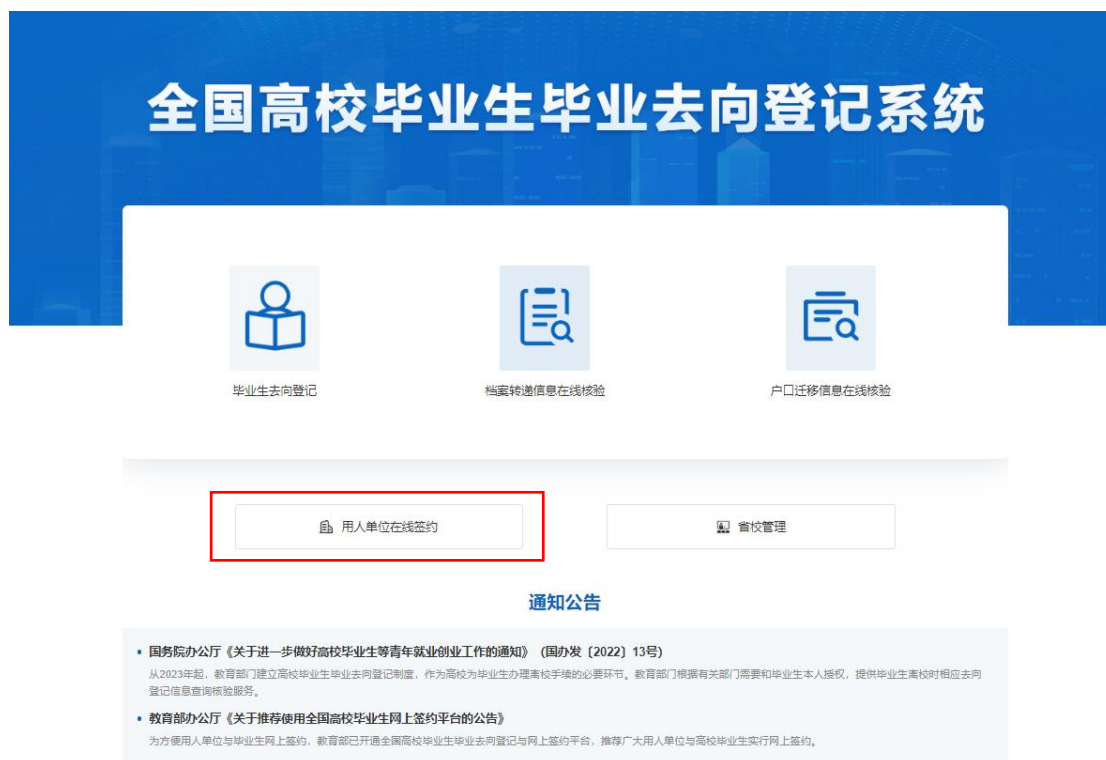 全国高校毕业生毕业去向登记系统
毕业生去向登记
档案转递信息在线核验
户口迁移信息在线核验
用人单位在线签约
省校管理
通知公告
国务院办公厅《关于进一步做好高校毕业生等青年就业创业工作的通知》（国办发〔2022〕13号）
从2023年起，教育部门建立高校毕业生毕业去向登记制度，作为高校为毕业生办理离校手续的必要环节。教育部门根据有关部门需要和毕业生本人授权，提供毕业生离校时相应去向
登记信息查询核验服务。
教育部办公厅《关于推荐使用全国高校毕业生网上签约平台的公告》
为方便用人单位与毕业生网上签约，教育部已开通全国高校毕业生毕业去向登记与网上签约平台，推荐广大用人单位与高校毕业生实行网上签约。